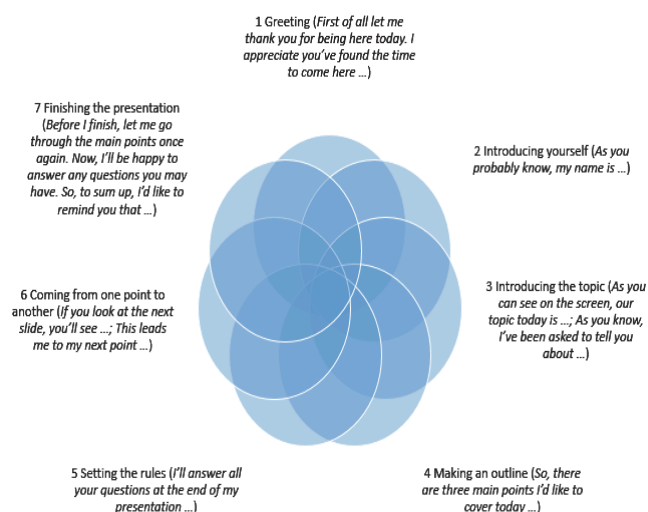 1 Greeting (First of all let me
thank you for being here today. I
appreciate you've found the time
to come here ...)
2 Introducing yourself (As you
probably know, my name is ...)
3 Introducing the topic (As you
can see on the screen, our
topic today is ...; As you know,
I've been asked to tell you
about ...)
4 Making an outline (So, there
are three main points I'd like to
cover today ...)
5 Setting the rules (I'll answer all
your questions at the end of my
presentation ...)
6 Coming from one point to
another (If you look at the next
slide, you'll see ...; This leads
me to my next point ...)
7 Finishing the presentation
(Before I finish, let me go
through the main points once
again. Now, I'll be happy to
answer any questions you may
have. So, to sum up, I'd like to
remind you that ...)